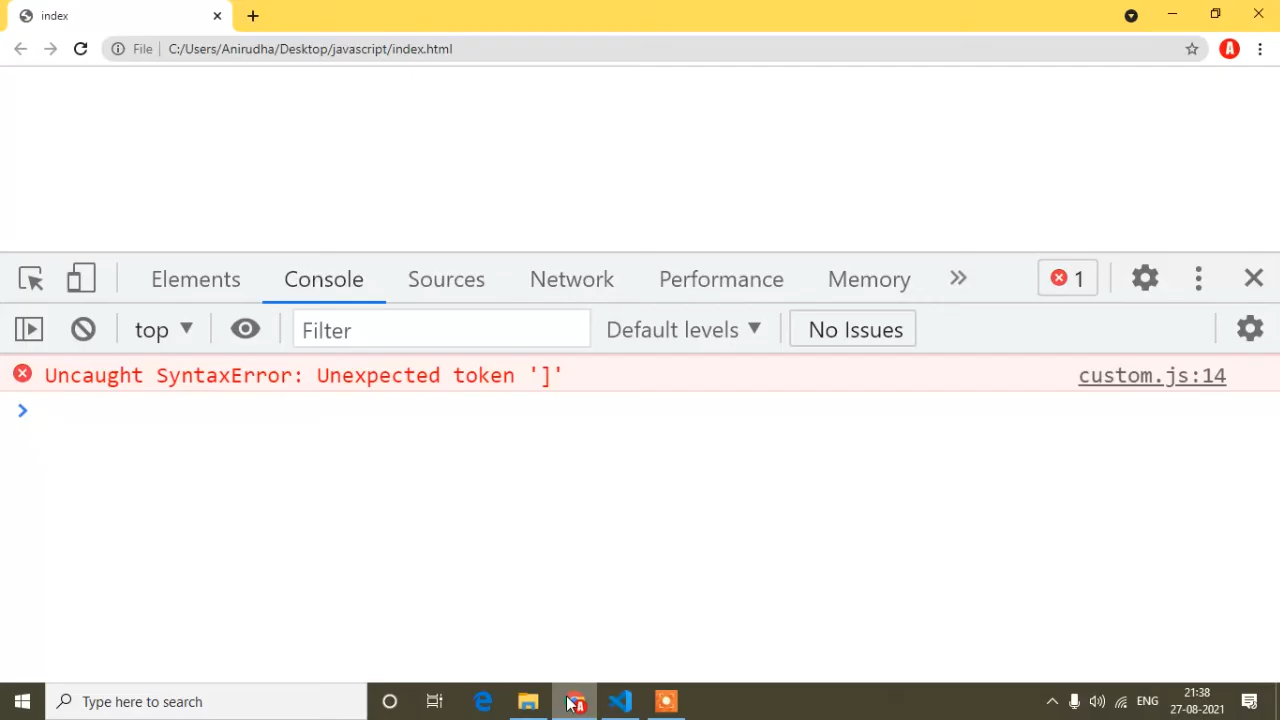 index
File
C:/Users/Anirudha/Desktop/javascript/index.html
A
Elements
Console
Sources
Network
Performance
Memory
1
top
Filter
Default levels
No Issues
Uncaught SyntaxError: Unexpected token ']'
custom.js:14
Type here to search
A
ENG
21:38
27-08-2021